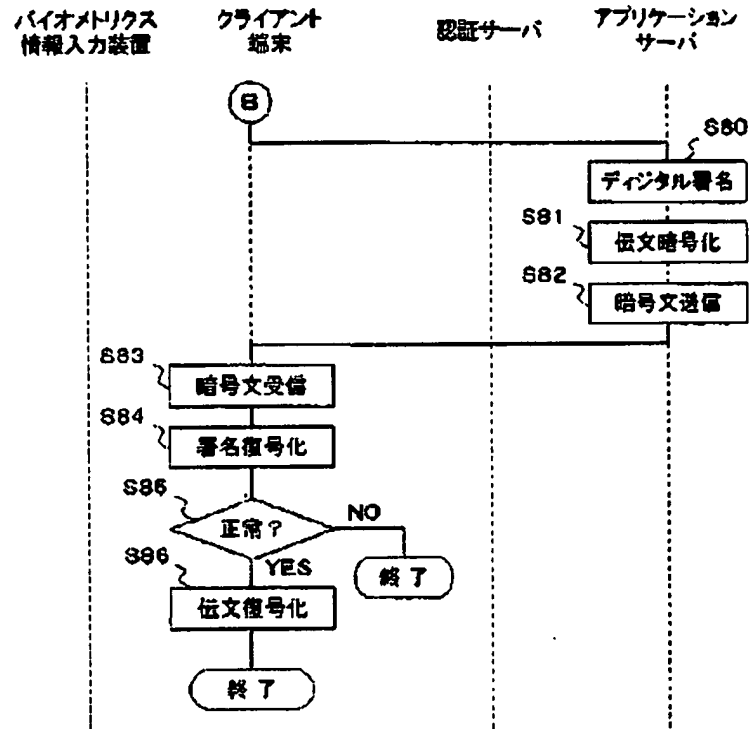 バイオメトリクス
情報入力装置
クライアント
端末
認証サーバ
アプリケーション
サーバ
8
S80
ディジタル署名
S81
伝文暗号化
S82
暗号文送信
S83
暗号文受信
S84
署名復号化
S85
正常?
NO
終了
S86
YES
伝文復号化
終了